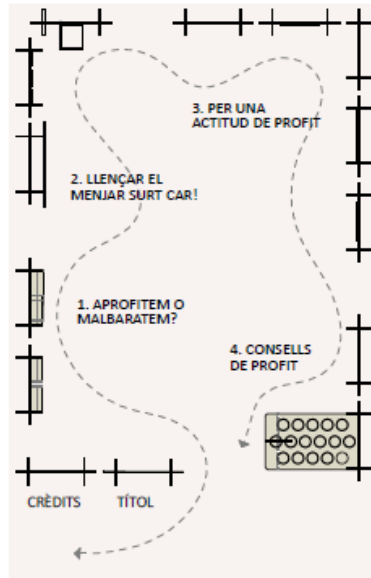 3. PER UNA
ACTITUD DE PROFIT
2. LLENÇAR EL
MENJAR SURT CAR!
1. APROFITEM O
MALBARATEM?
4. CONSELLS
DE PROFIT
CRÈDITS
TÍTOL